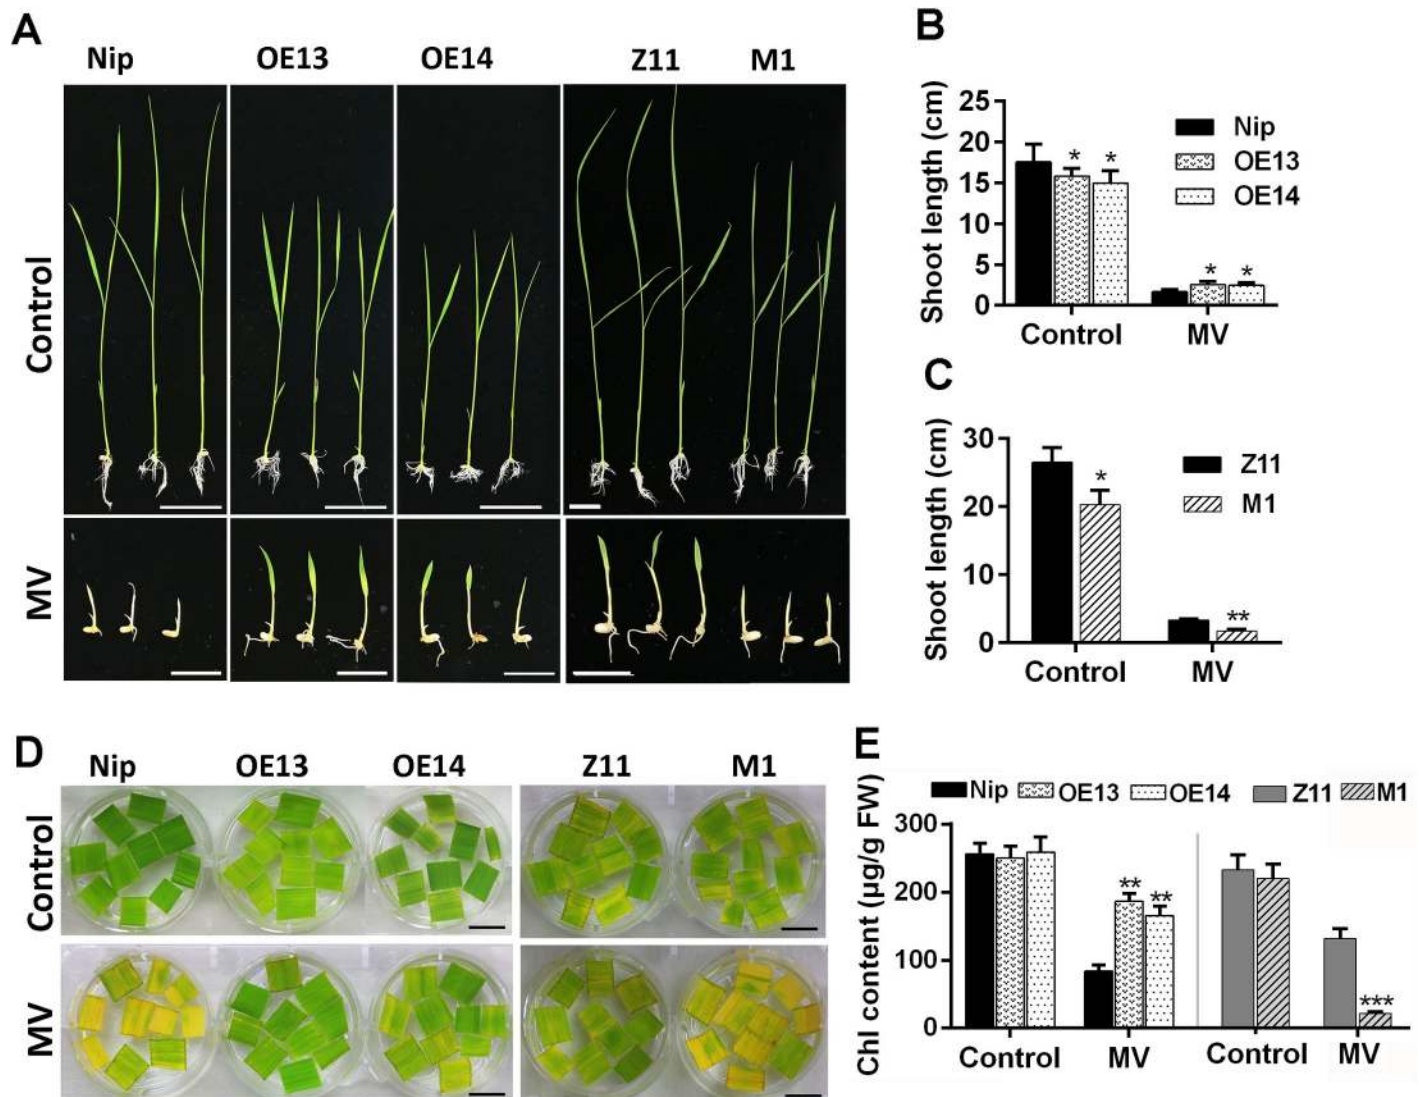 A
Nip OE13 OE14 Z11 M1
Control
MV
B
Shoot length (cm)
25
20
15
10
5
0
Nip
OE13
OE14
* *
* *
Control MV
C
Shoot length (cm)
30
20
10
0
Z11
M1
*
**
Control MV
D
Nip OE13 OE14 Z11 M1
Control
MV
E
Chl content (µg/g FW)
Nip OE13 OE14 Z11 M1
300
200
100
0
** **
***
Control MV Control MV